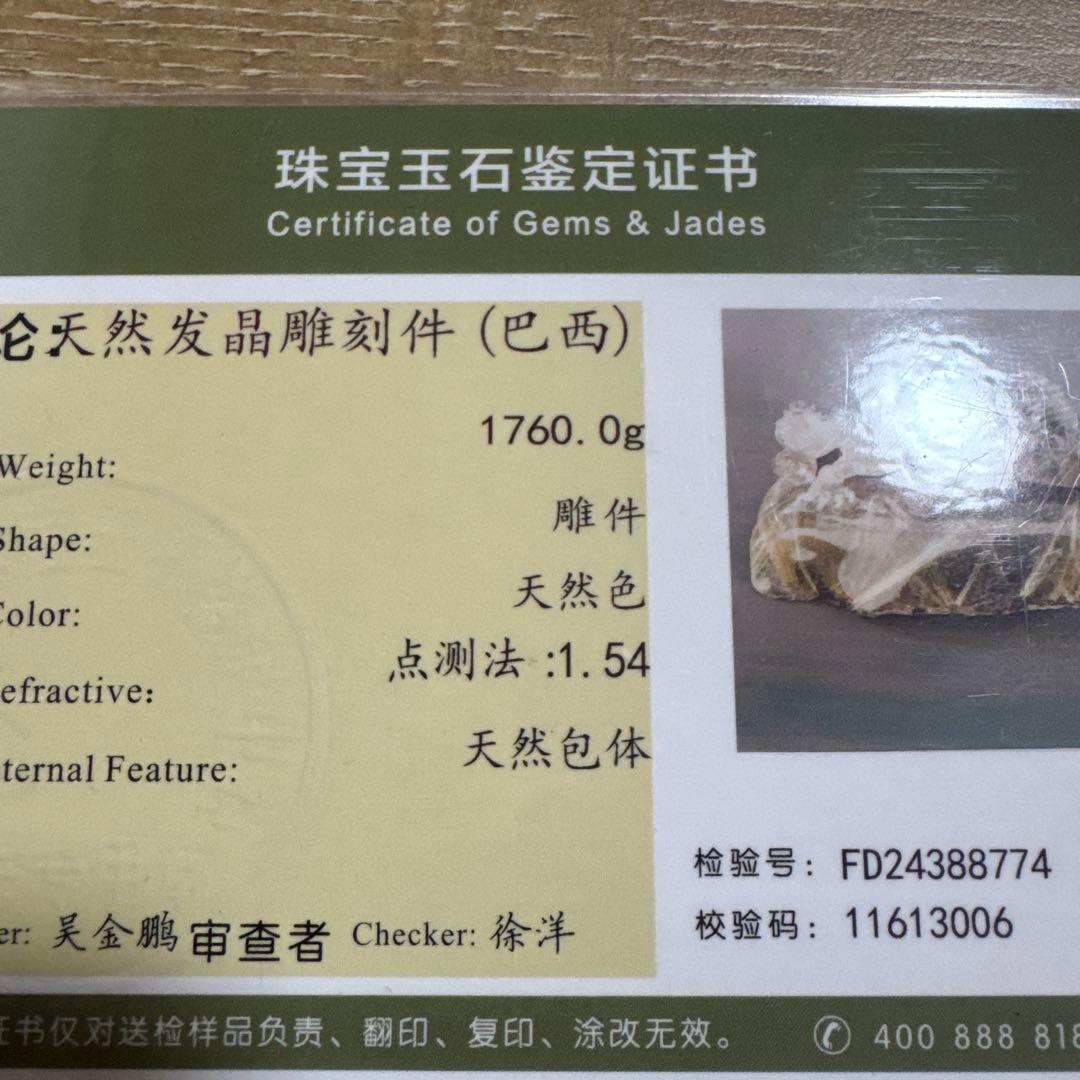 珠宝玉石鉴定证书
Certificate of Gems & Jades
论:天然发晶雕刻件 (巴西)
Weight: 1760.0g
Shape: 雕件
Color: 天然色
efractive: 点测法:1.54
ternal Feature: 天然包体
er: 吴金鹏 审查者 Checker: 徐洋
检验号: FD24388774
校验码: 11613006
证书仅对送检样品负责、翻印、复印、涂改无效。
400 888 818